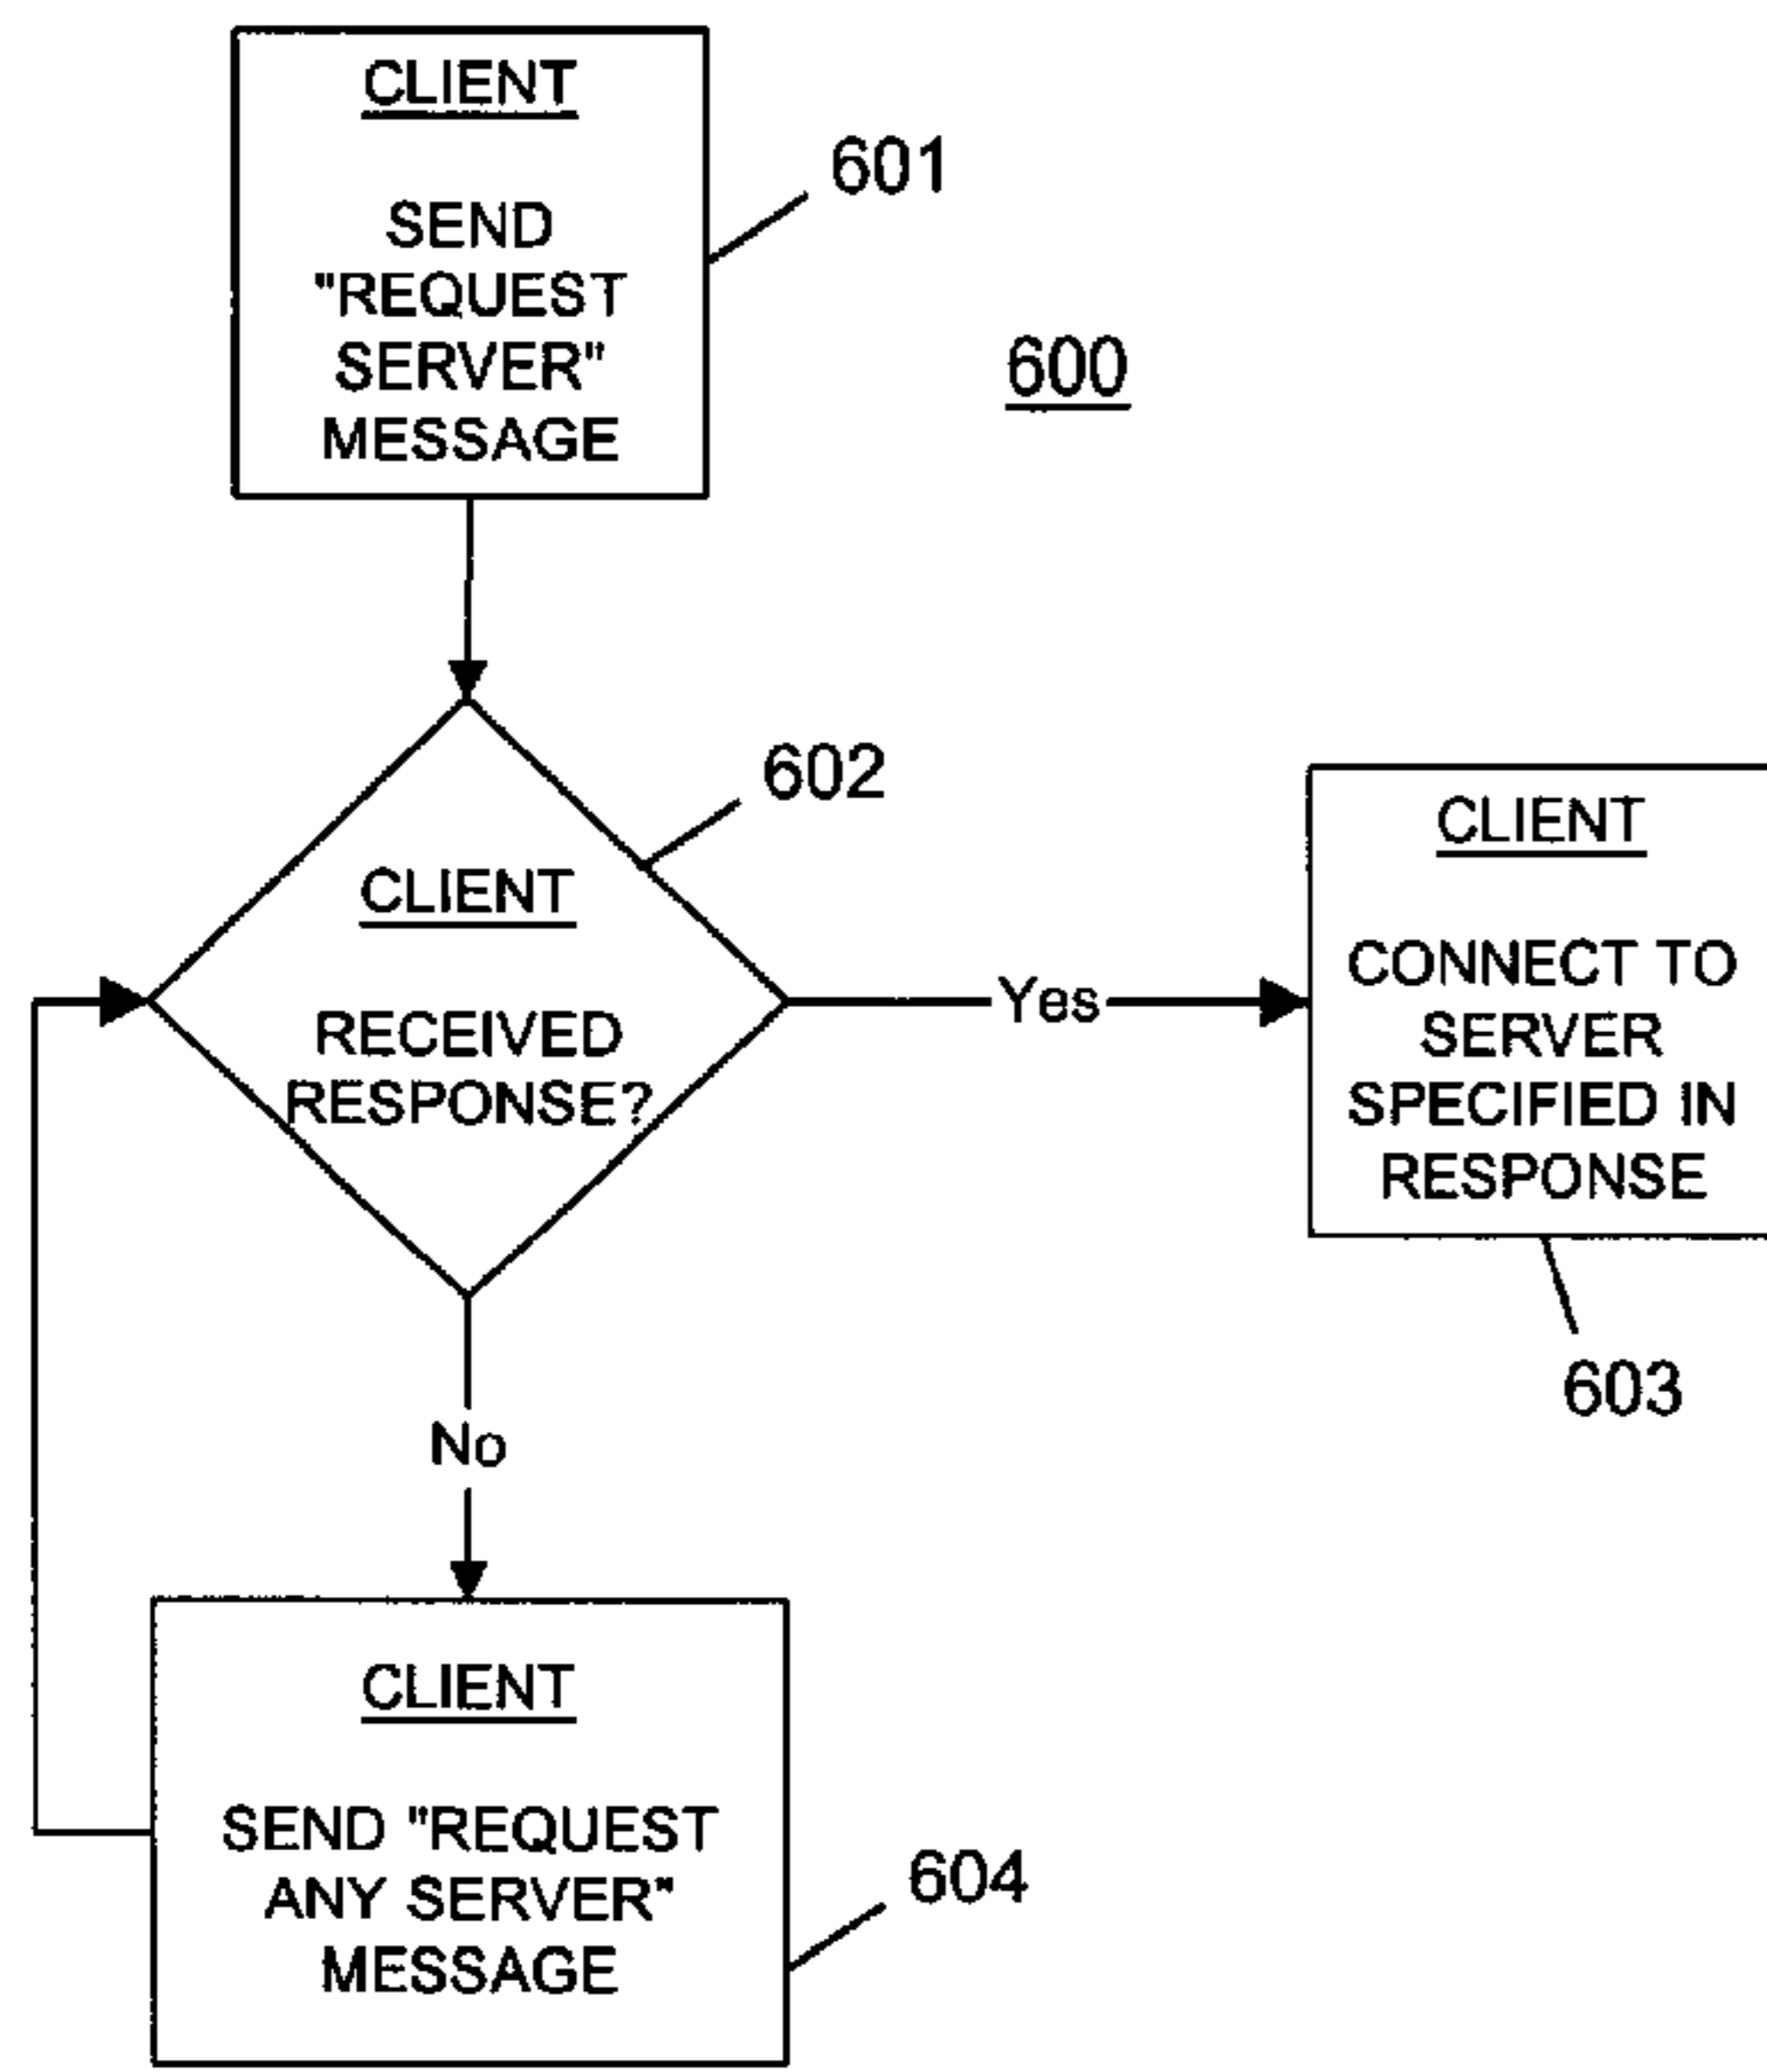 CLIENT
SEND
"REQUEST
SERVER"
MESSAGE
601
600
602
CLIENT
RECEIVED
RESPONSE?
Yes
CLIENT
CONNECT TO
SERVER
SPECIFIED IN
RESPONSE
603
No
CLIENT
SEND "REQUEST
ANY SERVER"
MESSAGE
604